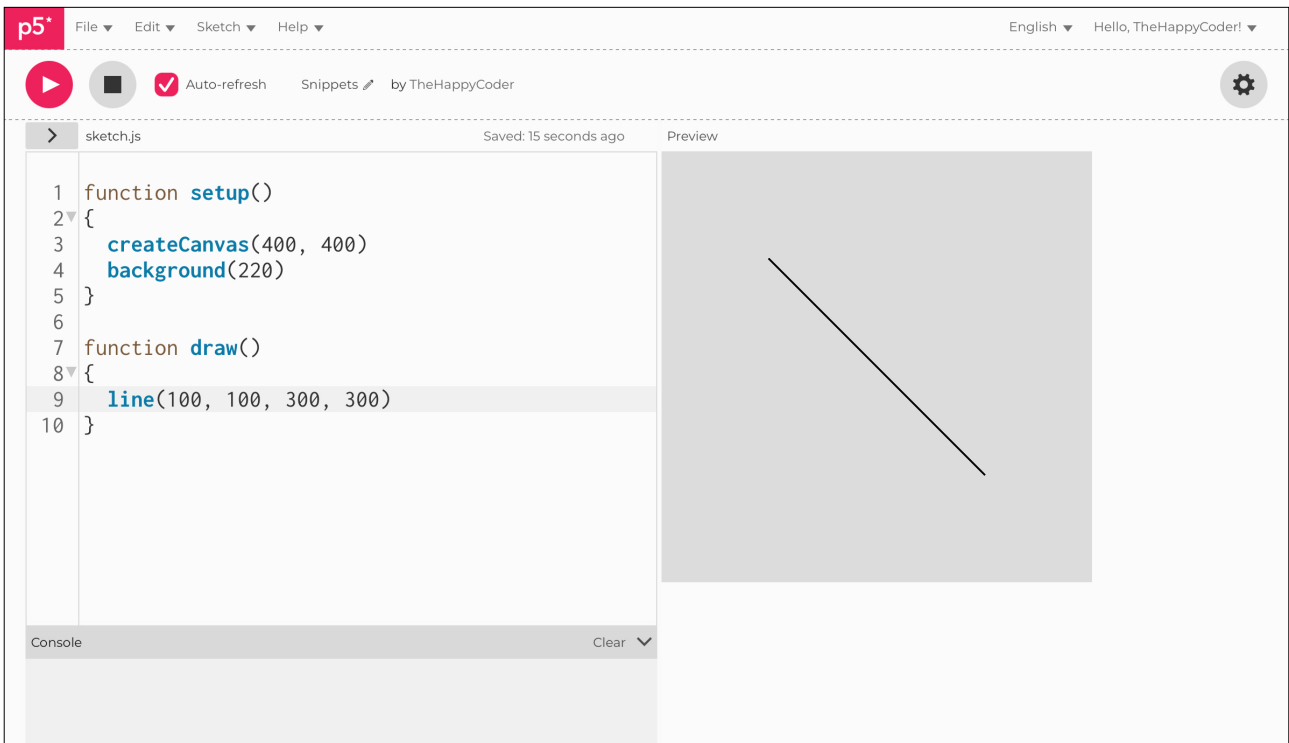 p5* File Edit Sketch Help English Hello, TheHappyCoder!
Auto-refresh Snippets by TheHappyCoder
sketch.js Saved: 15 seconds ago Preview
1 function setup()
2 {
3 createCanvas(400, 400)
4 background(220)
5 }
6
7 function draw()
8 {
9 line(100, 100, 300, 300)
10 }
Console Clear